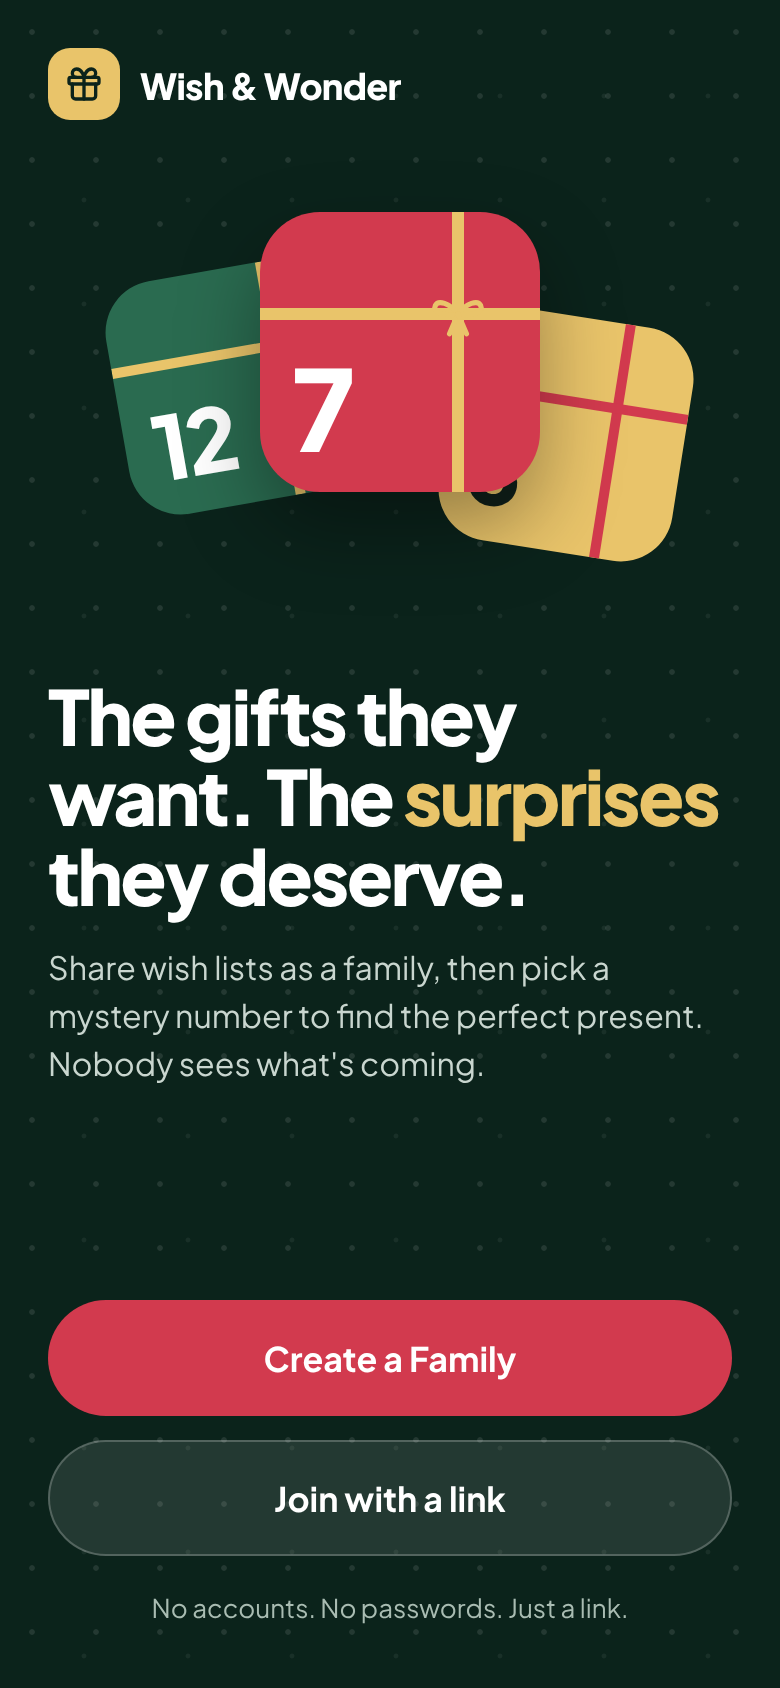 Wish & Wonder
12
7
The gifts they
want. The surprises
they deserve.
Share wish lists as a family, then pick a
mystery number to find the perfect present.
Nobody sees what's coming.
Create a Family
Join with a link
No accounts. No passwords. Just a link.